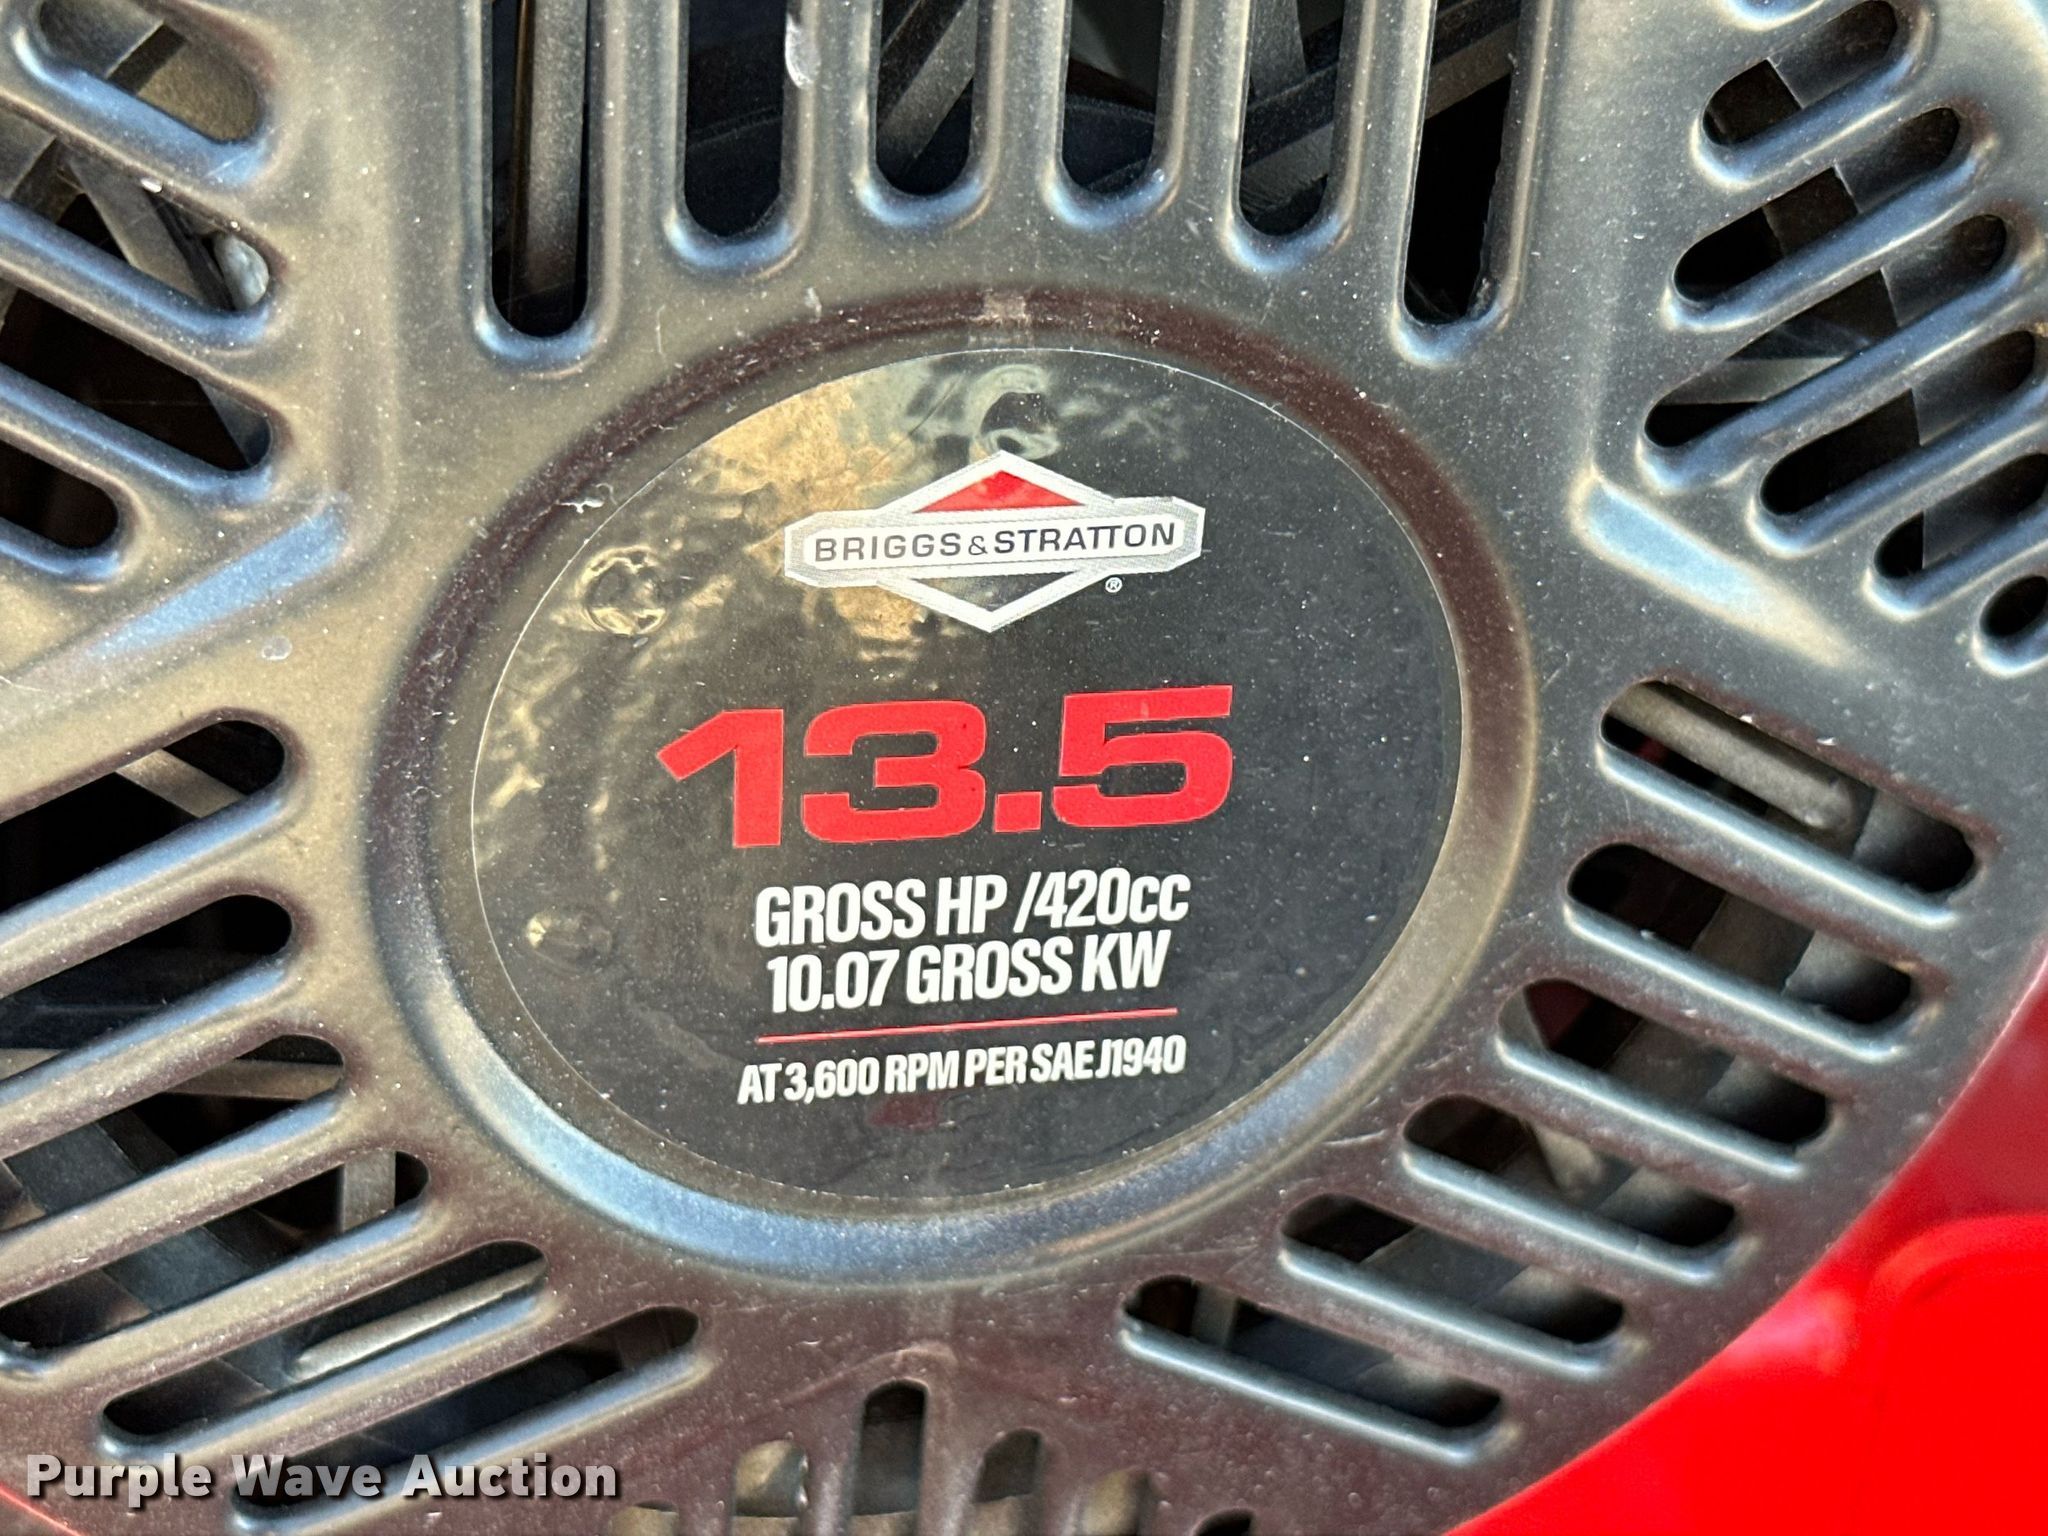 BRIGGS & STRATTON
®
13.5
GROSS HP /420cc
10.07 GROSS KW
AT 3,600 RPM PER SAE J1940
Purple Wave Auction